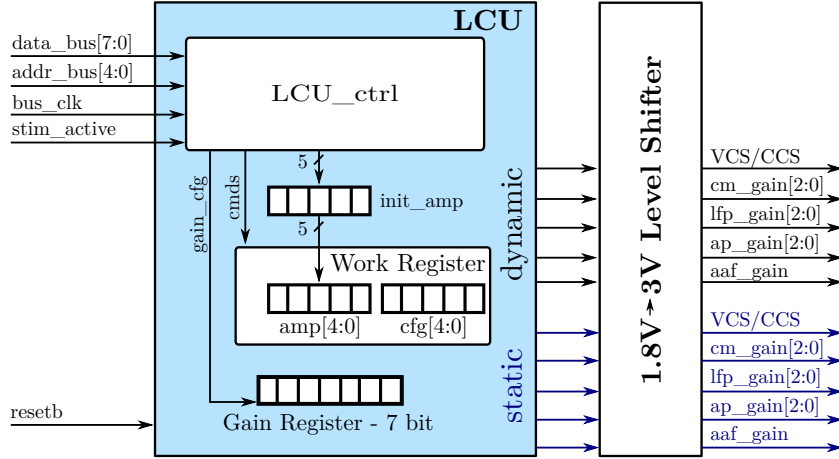 LCU
data_bus[7:0]
addr_bus[4:0]
bus_clk
stim_active
LCU_ctrl
5
gain_cfg
cmds
init_amp
5
Work Register
amp[4:0]
cfg[4:0]
Gain Register - 7 bit
resetb
dynamic
static
1.8V→3V Level Shifter
VCS/CCS
cm_gain[2:0]
lfp_gain[2:0]
ap_gain[2:0]
aaf_gain
VCS/CCS
cm_gain[2:0]
lfp_gain[2:0]
ap_gain[2:0]
aaf_gain